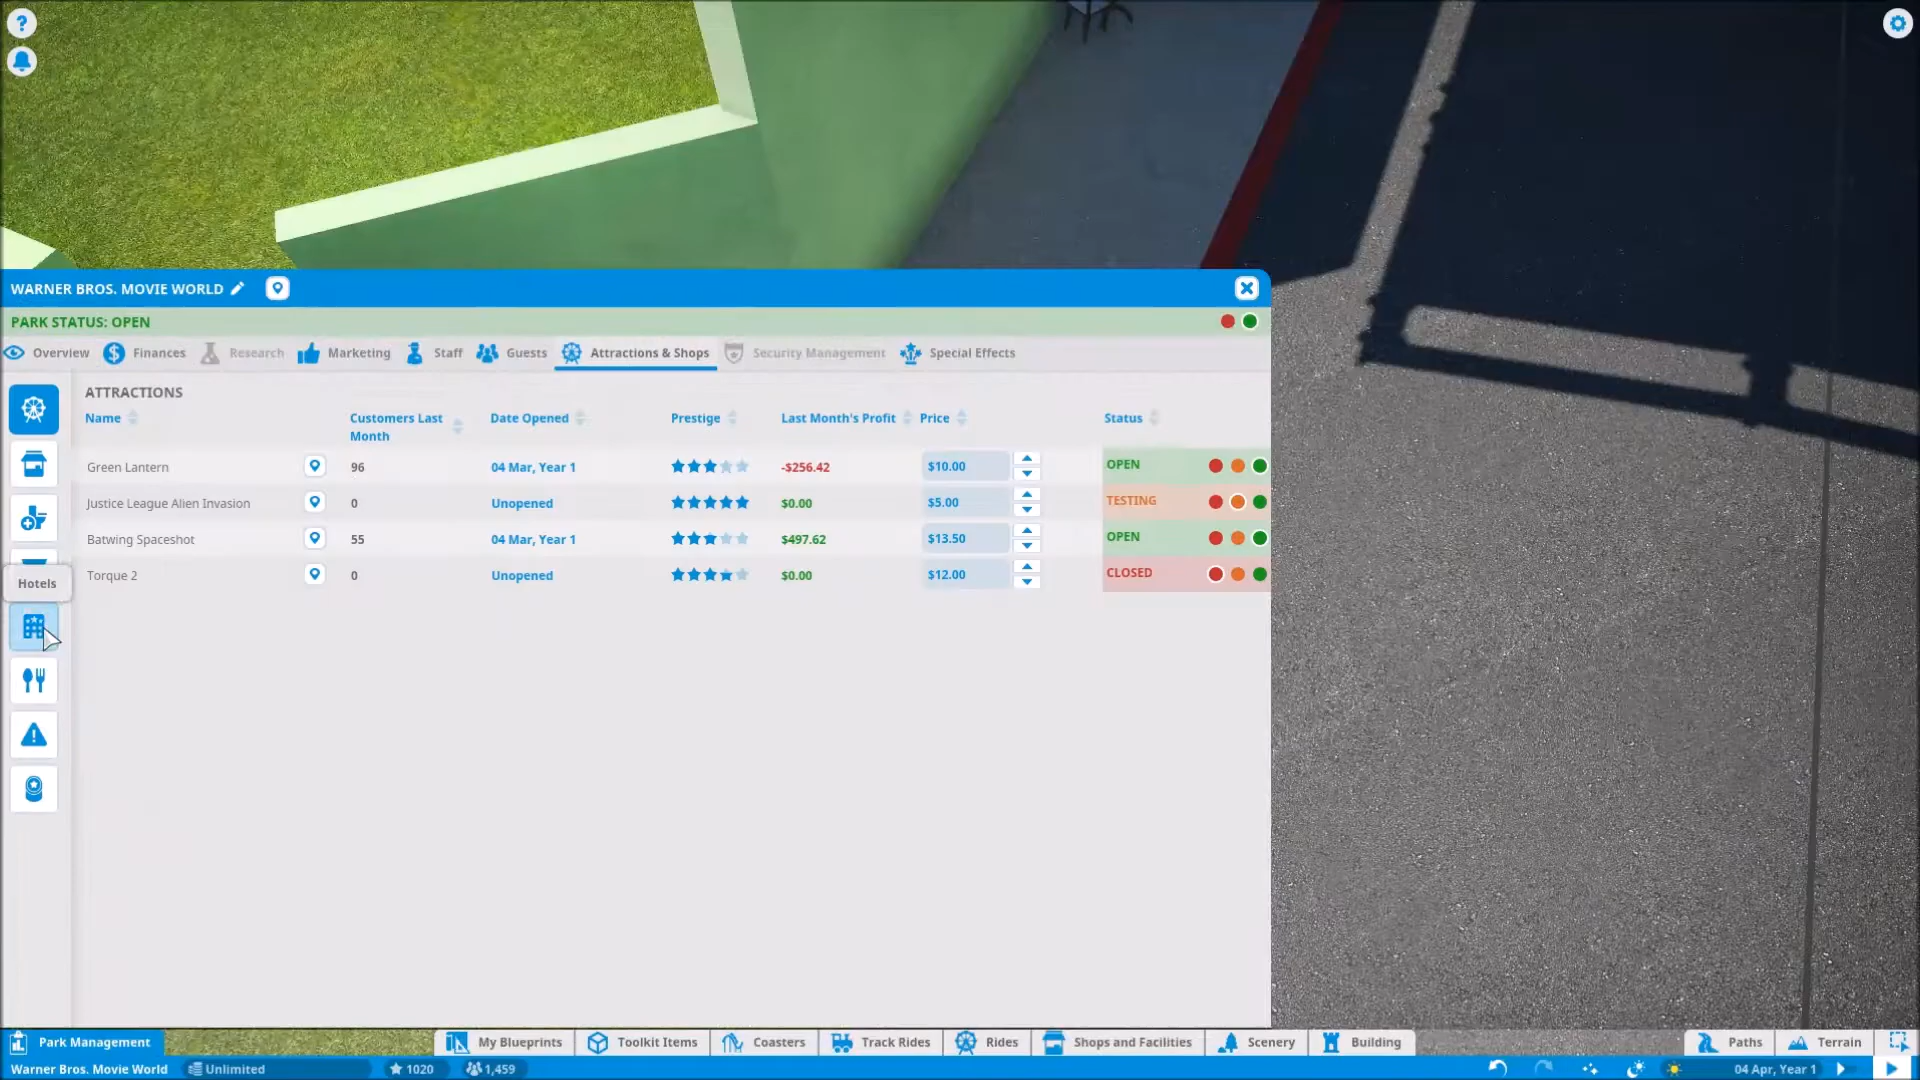 ?
WARNER BROS. MOVIE WORLD
PARK STATUS: OPEN
Overview Finances Research Marketing Staff Guests Attractions & Shops Security Management Special Effects
ATTRACTIONS
Name Customers Last Month Date Opened Prestige Last Month's Profit Price Status
Green Lantern 96 04 Mar, Year 1 -$256.42 $10.00 OPEN
Justice League Alien Invasion 0 Unopened $0.00 $5.00 TESTING
Batwing Spaceshot 55 04 Mar, Year 1 $497.62 $13.50 OPEN
Torque 2 0 Unopened $0.00 $12.00 CLOSED
Hotels
Park Management My Blueprints Toolkit Items Coasters Track Rides Rides Shops and Facilities Scenery Building Paths Terrain
Warner Bros. Movie World Unlimited 1020 1,459 04 Apr, Year 1